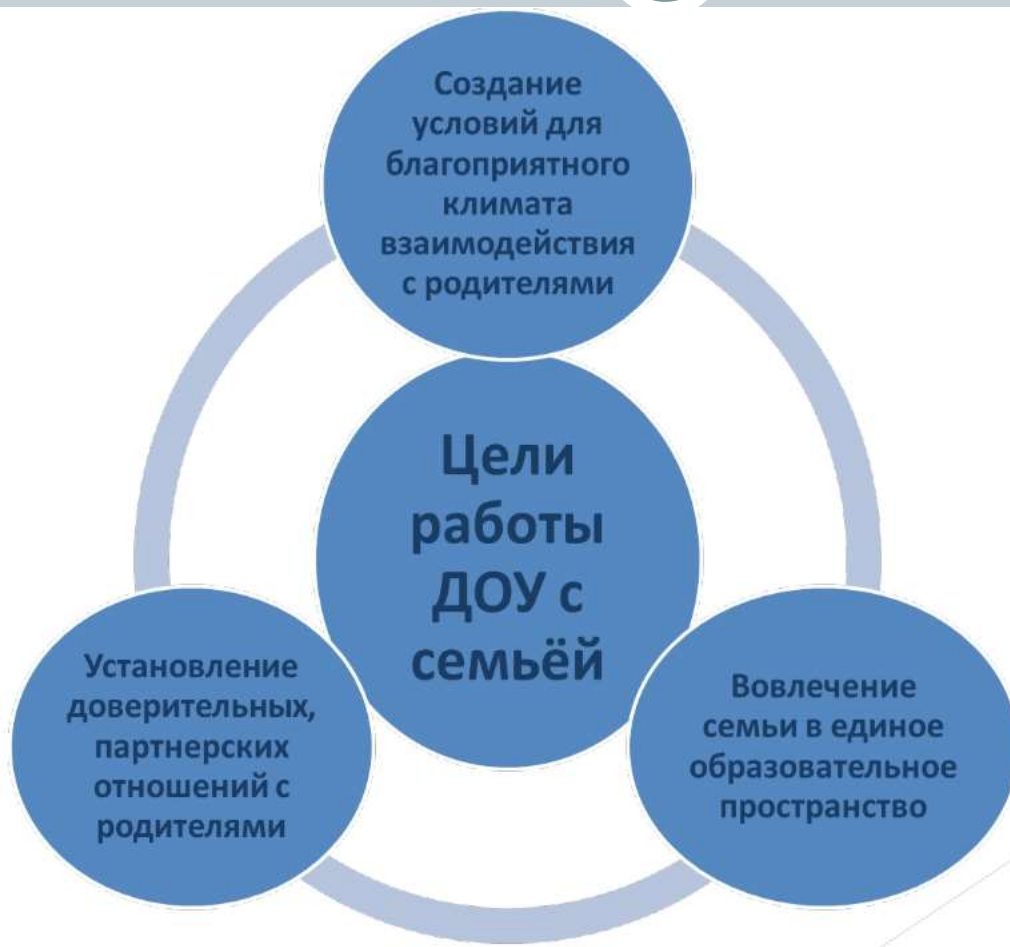 Создание
условий для
благоприятного
климата
взаимодействия
с родителями
Цели
работы
ДОУ с
семьёй
Установление
доверительных,
партнерских
отношений с
родителями
Вовлечение
семьи в единое
образовательное
пространство